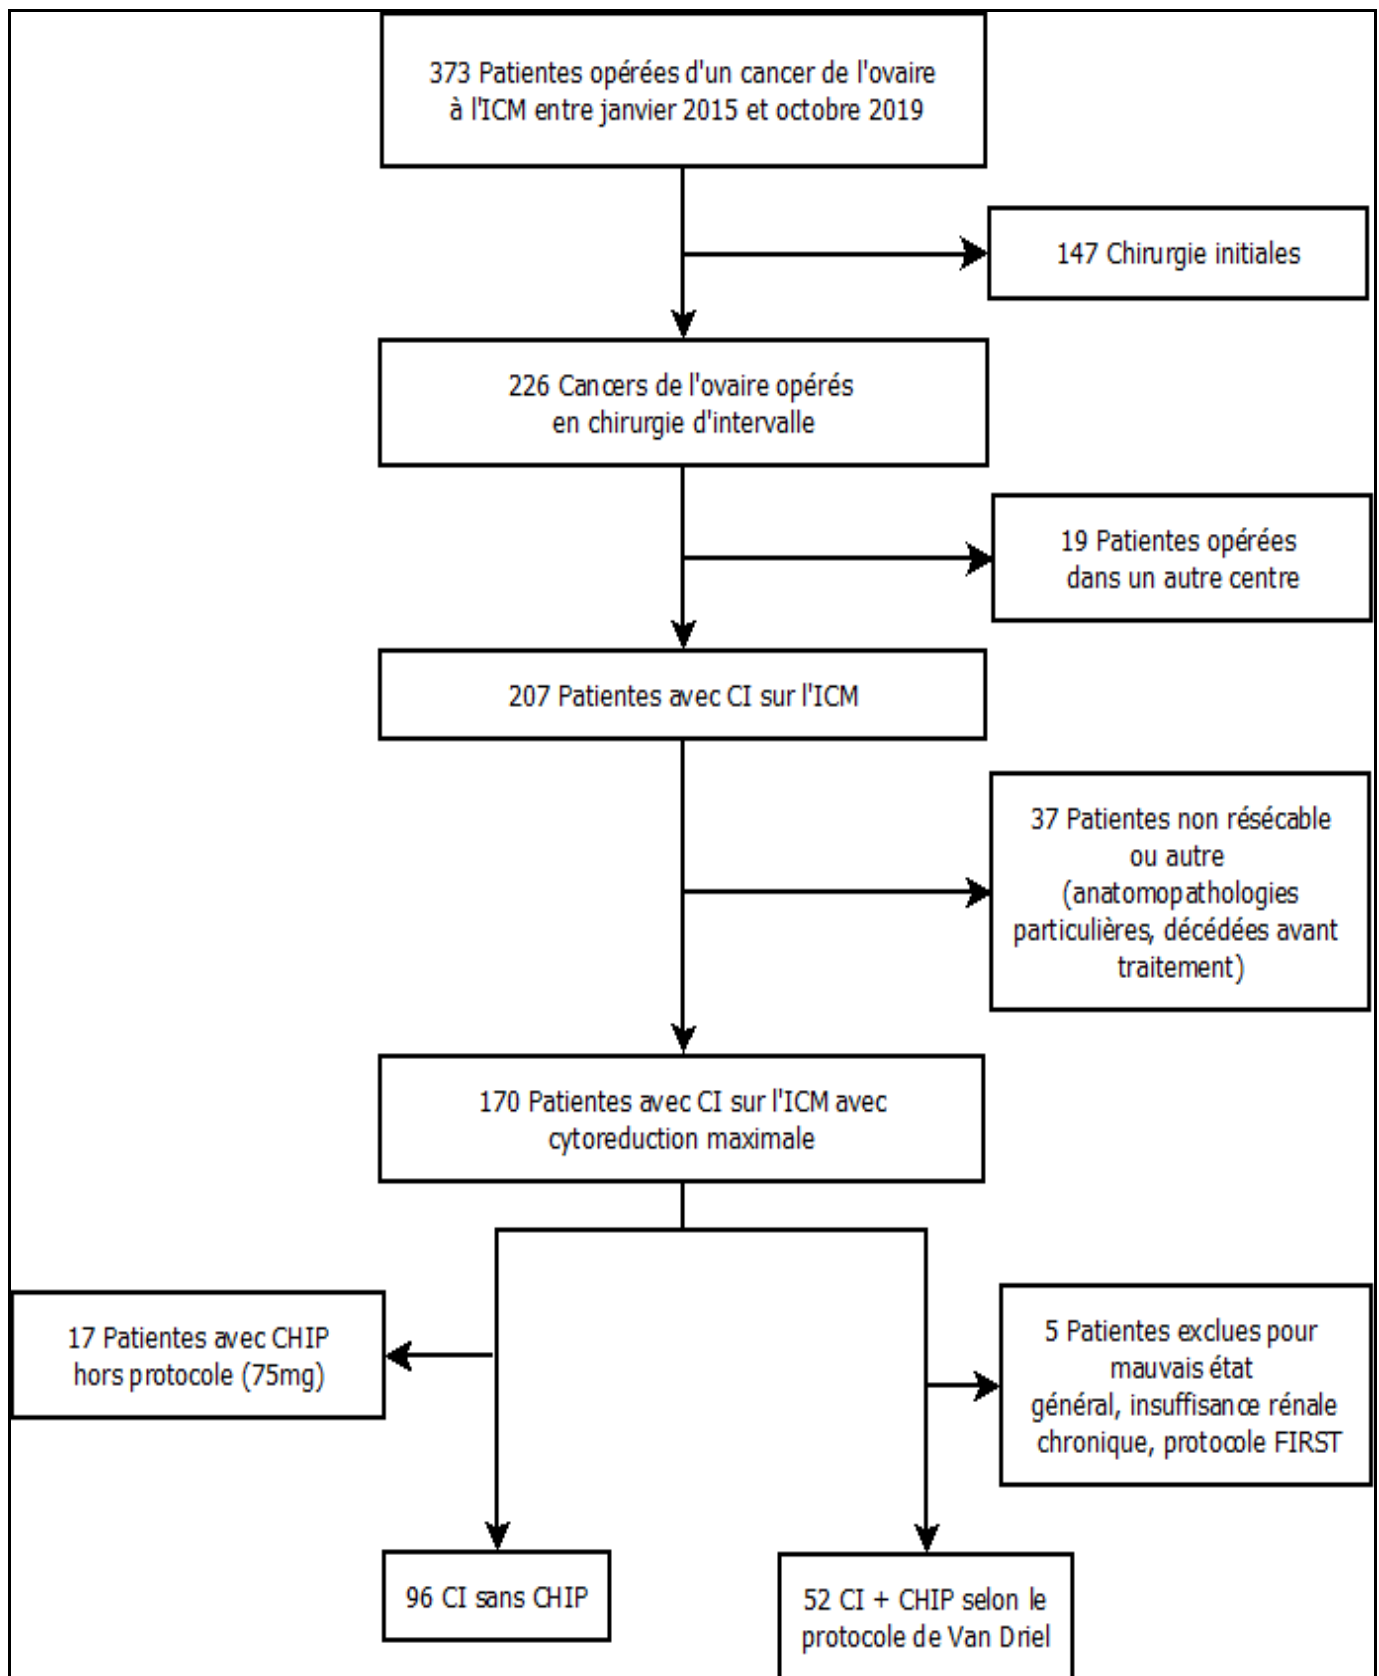 373 Patientes opérées d'un cancer de l'ovaire
à l'ICM entre janvier 2015 et octobre 2019
147 Chirurgie initiales
226 Cancers de l'ovaire opérés
en chirurgie d'intervalle
19 Patientes opérées
dans un autre centre
207 Patientes avec CI sur l'ICM
37 Patientes non résécable
ou autre
(anatomopathologies
particulières, décédées avant
traitement)
170 Patientes avec CI sur l'ICM avec
cytoreduction maximale
17 Patientes avec CHIP
hors protocole (75mg)
5 Patientes exclues pour
mauvais état
général, insuffisance rénale
chronique, protocole FIRST
96 CI sans CHIP
52 CI + CHIP selon le
protocole de Van Driel